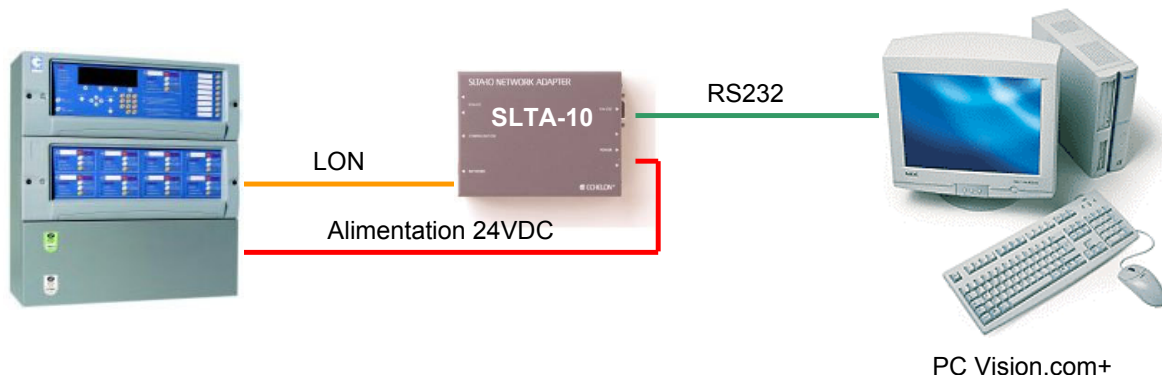 SLTA-10 NETWORK ADAPTER
SLTA-10
RS232
LON
ECHELON
Alimentation 24VDC
PC Vision.com+